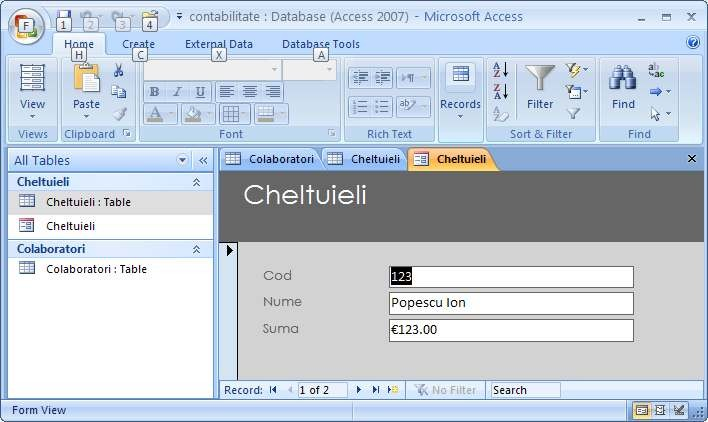 contabilitate : Database (Access 2007) - Microsoft Access
F
1 2 3 4
Home Create External Data Database Tools
H C X A
View
Paste
B I U
Records
Filter
Find
Views Clipboard Font Rich Text Sort & Filter Find
All Tables
Colaboratori Cheltuieli Cheltuieli
Cheltuieli
Cheltuieli : Table
Cheltuieli
Colaboratori
Colaboratori : Table
Cheltuieli
Cod 123
Nume Popescu Ion
Suma €123.00
Record: 1 of 2 No Filter Search
Form View